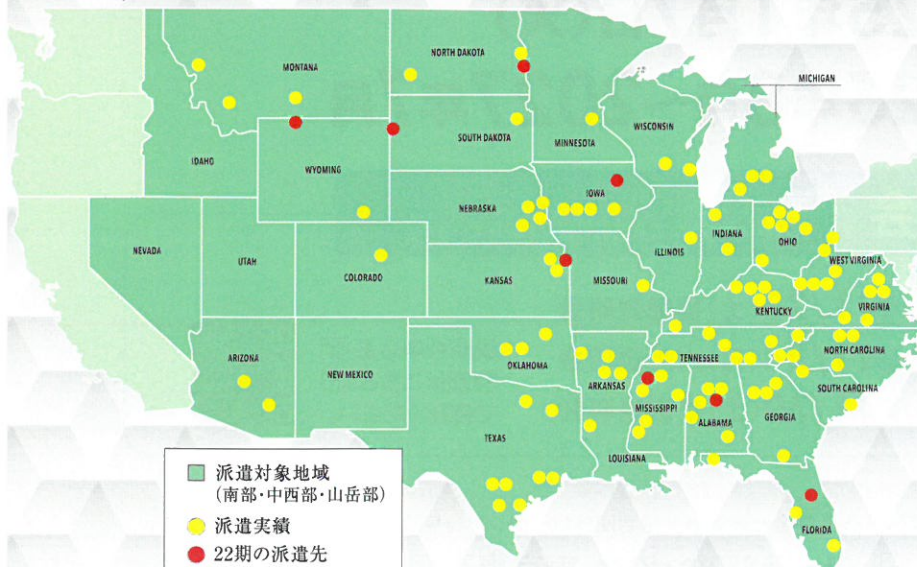 MICHIGAN
NORTH DAKOTA
MONTANA
WISCONSIN
SOUTH DAKOTA
MINNESOTA
IDAHO
WYOMING
IOWA
NEBRASKA
NEVADA
UTAH
COLORADO
KANSAS
MISSOURI
ILLINOIS
INDIANA
OHIO
WEST VIRGINIA
VIRGINIA
KENTUCKY
ARIZONA
NEW MEXICO
OKLAHOMA
ARKANSAS
TENNESSEE
NORTH CAROLINA
SOUTH CAROLINA
MISSISSIPPI
ALABAMA
GEORGIA
TEXAS
LOUISIANA
FLORIDA
派遣対象地域
(南部・中西部・山岳部)
派遣実績
22期の派遣先